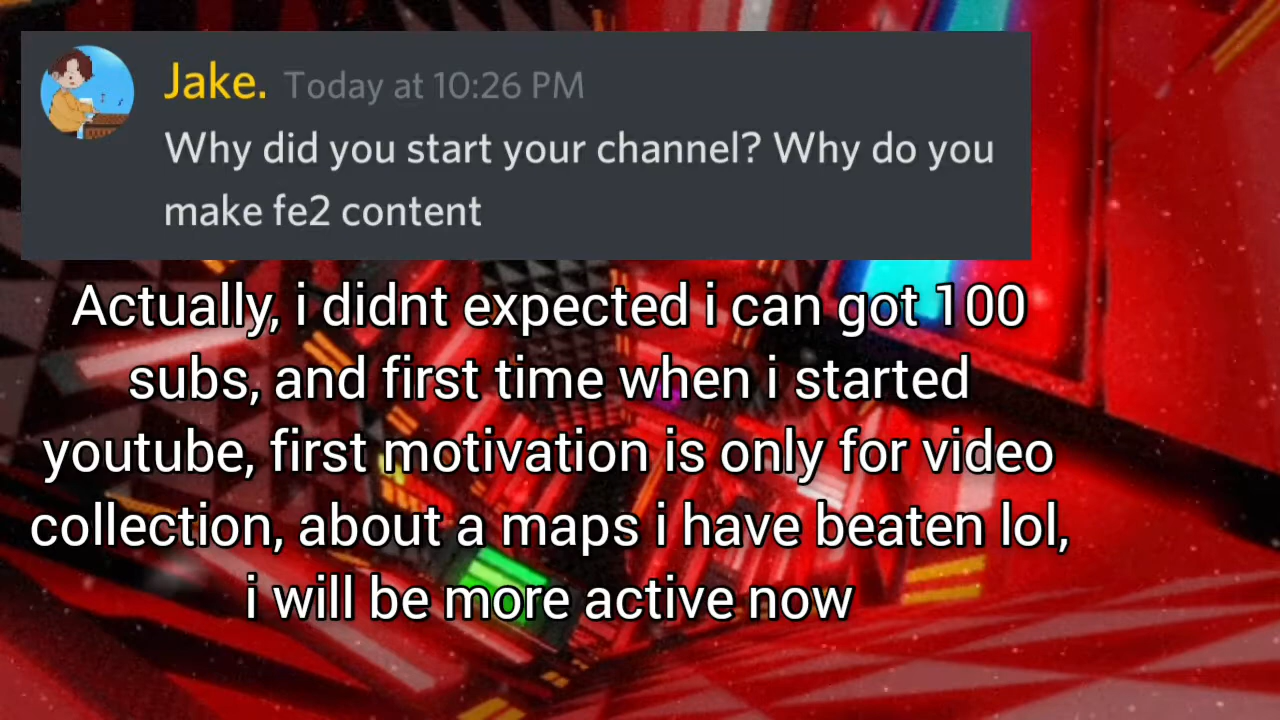 Jake. Today at 10:26 PM
Why did you start your channel? Why do you
make fe2 content
Actually, i didnt expected i can got 100
subs, and first time when i started
youtube, first motivation is only for video
collection, about a maps i have beaten lol,
i will be more active now